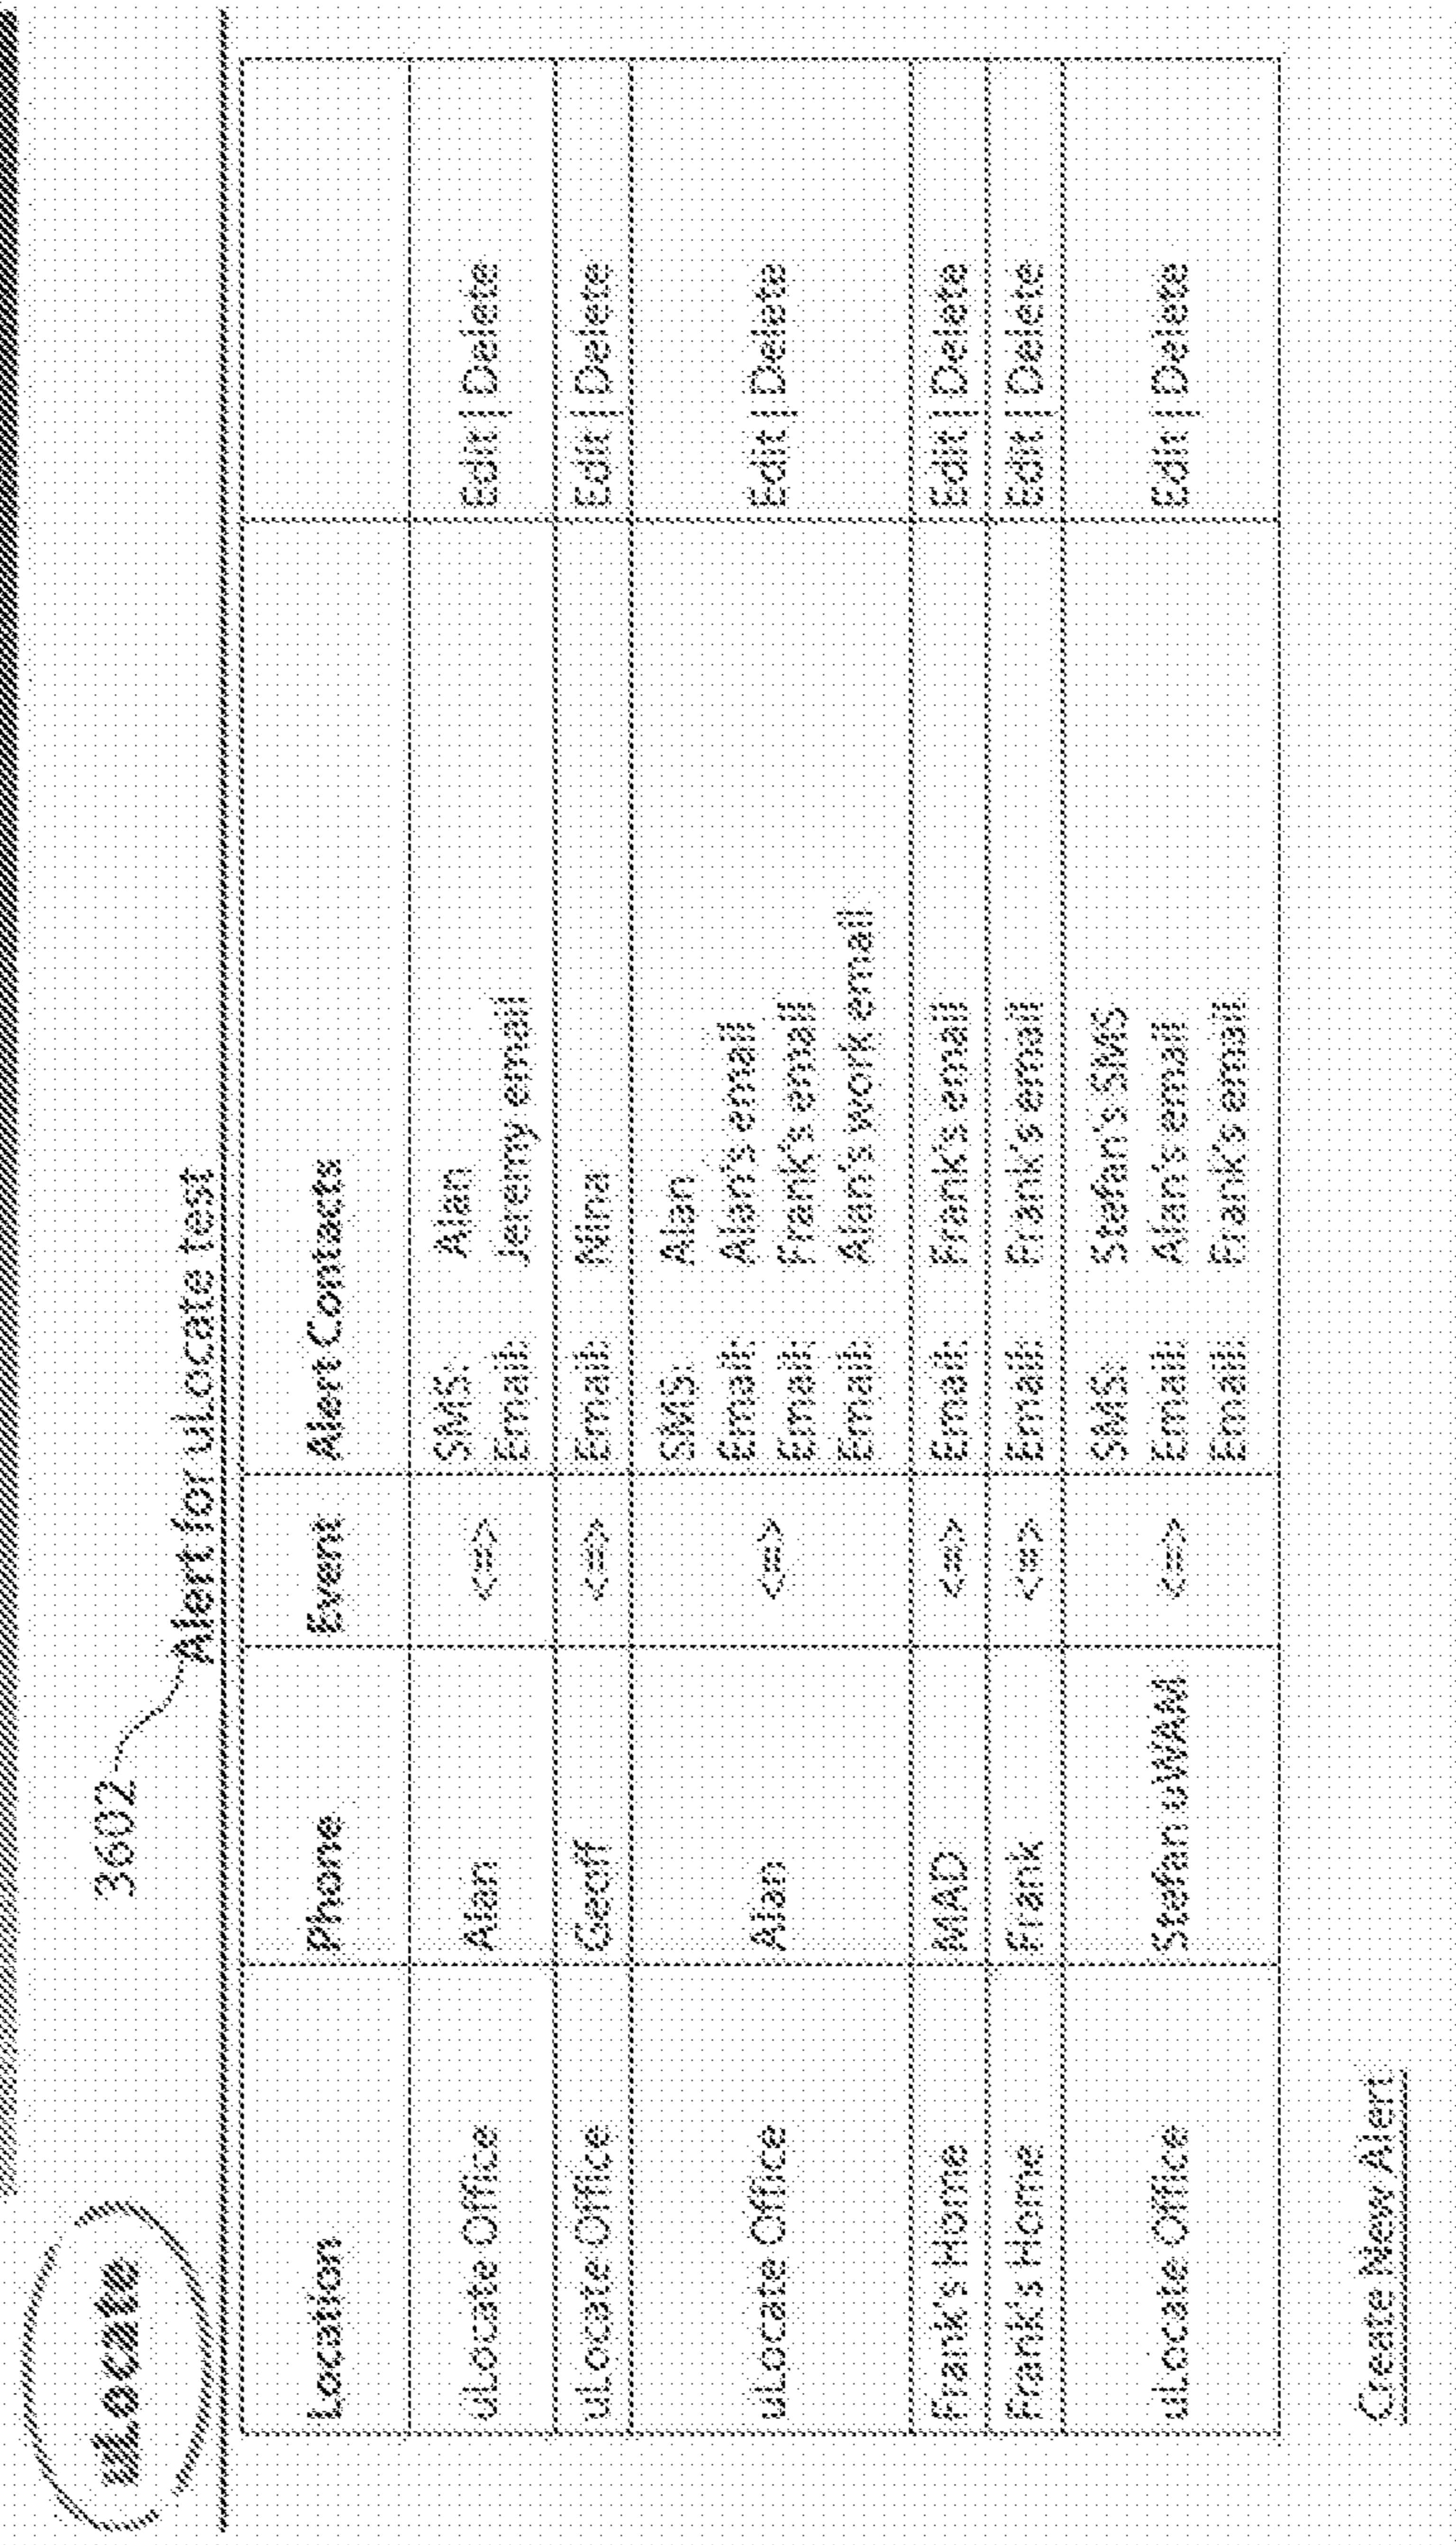 uLocate
3602
Alert for uLocate test
Location Phone Event Alert Contacts
uLocate Office Alan <=> SMS: Alan Edit | Delete
Email: Jeremy email
uLocate Office Geoff <=> Email: Nina Edit | Delete
uLocate Office Alan <=> SMS: Alan Edit | Delete
Email: Alan's email
Email: Frank's email
Email: Alan's work email
Frank's Home MAD <=> Email: Frank's email Edit | Delete
Frank's Home Frank <=> Email: Frank's email Edit | Delete
uLocate Office Stefan uWAM <=> SMS: Stefan's SMS Edit | Delete
Email: Alan's email
Email: Frank's email
Create New Alert